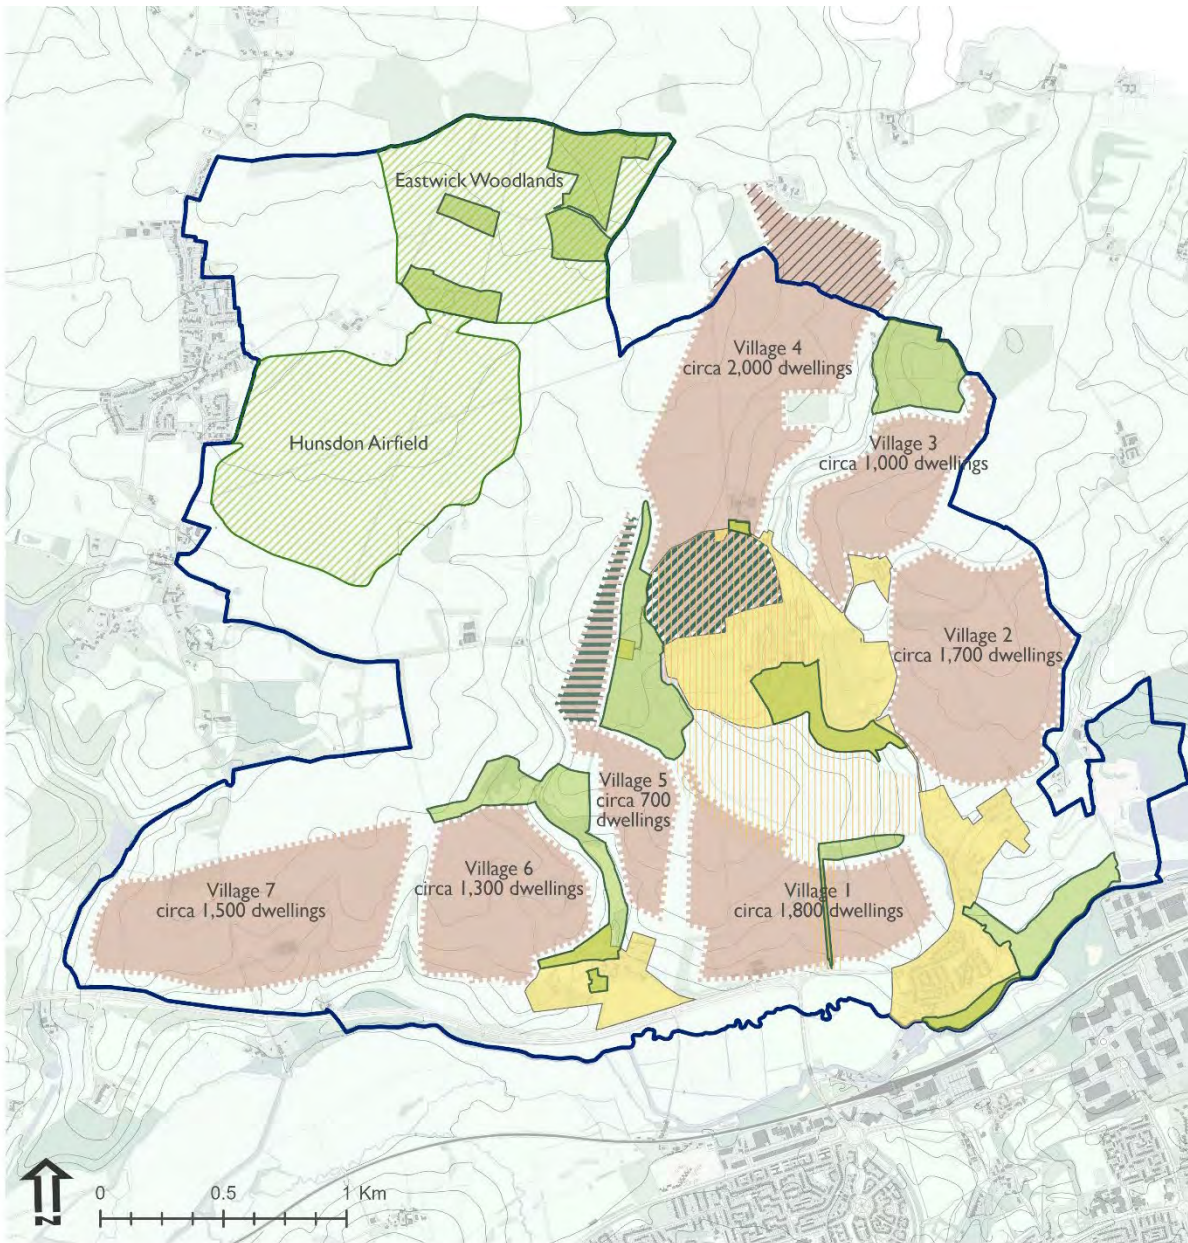 Eastwick Woodlands
Village 4
circa 2,000 dwellings
Hunsdon Airfield
Village 3
circa 1,000 dwellings
Village 2
circa 1,700 dwellings
Village 5
circa 700
dwellings
Village 6
circa 1,300 dwellings
Village 7
circa 1,500 dwellings
Village 1
circa 1,800 dwellings
N
0 0.5 1 Km